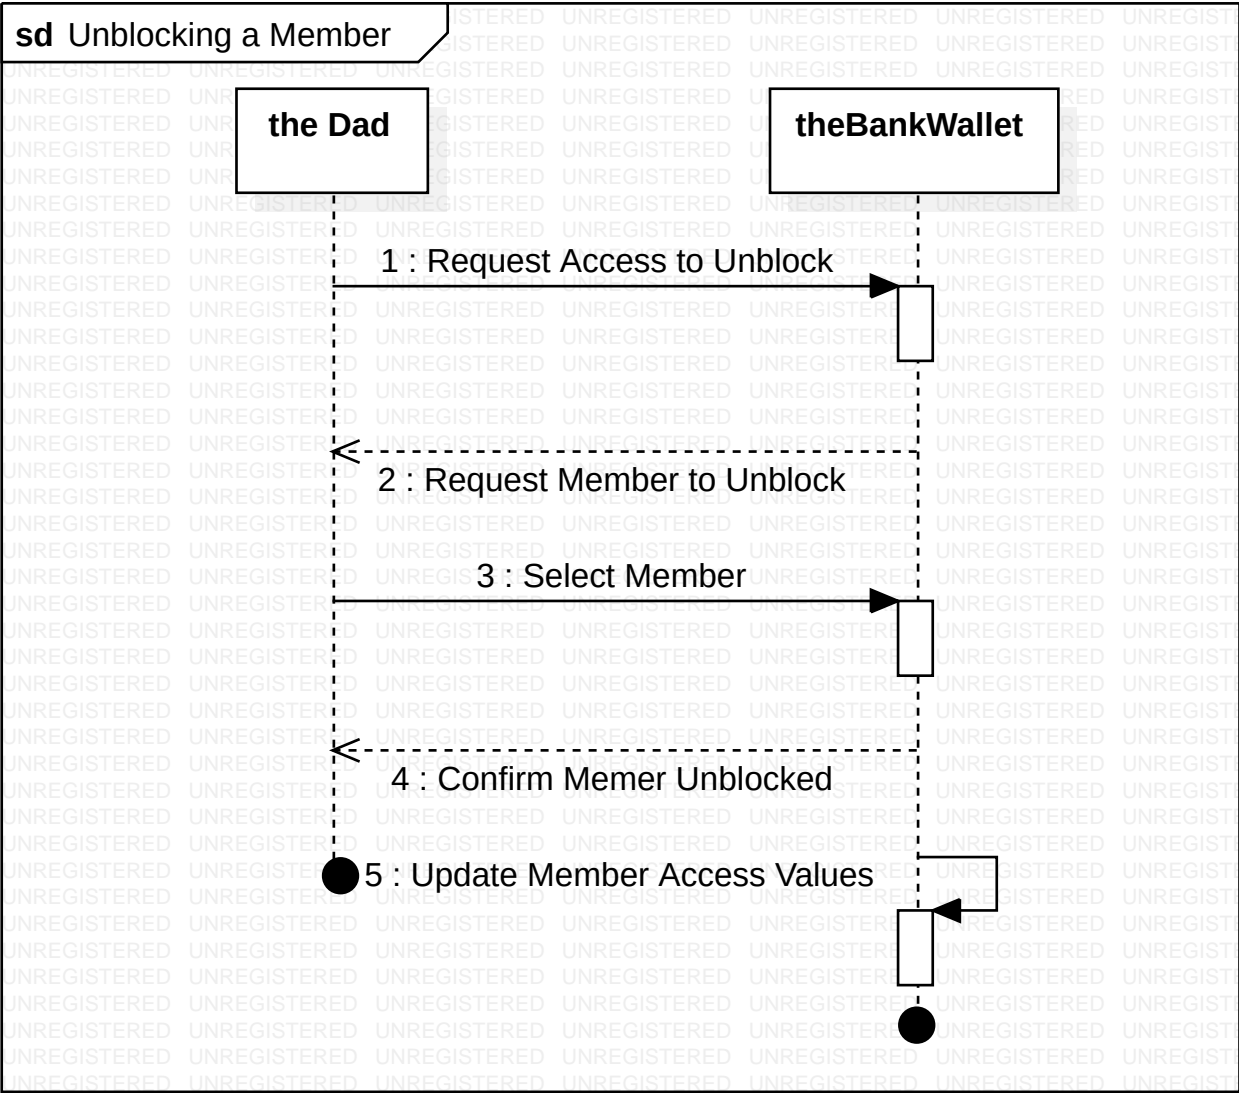 sd Unblocking a Member
the Dad
theBankWallet
1 : Request Access to Unblock
2 : Request Member to Unblock
3 : Select Member
4 : Confirm Memer Unblocked
5 : Update Member Access Values
UNREGISTERED